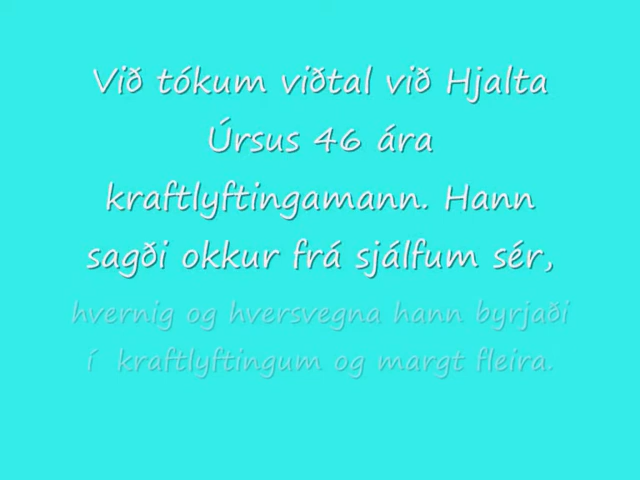 Við tókum viðtal við Hjalta
Úrsus 46 ára
kraftlyftingamann. Hann
sagði okkur frá sjálfum sér,
hvernig og hversvegna hann byrjaði
í kraftlyftingum og margt fleira.